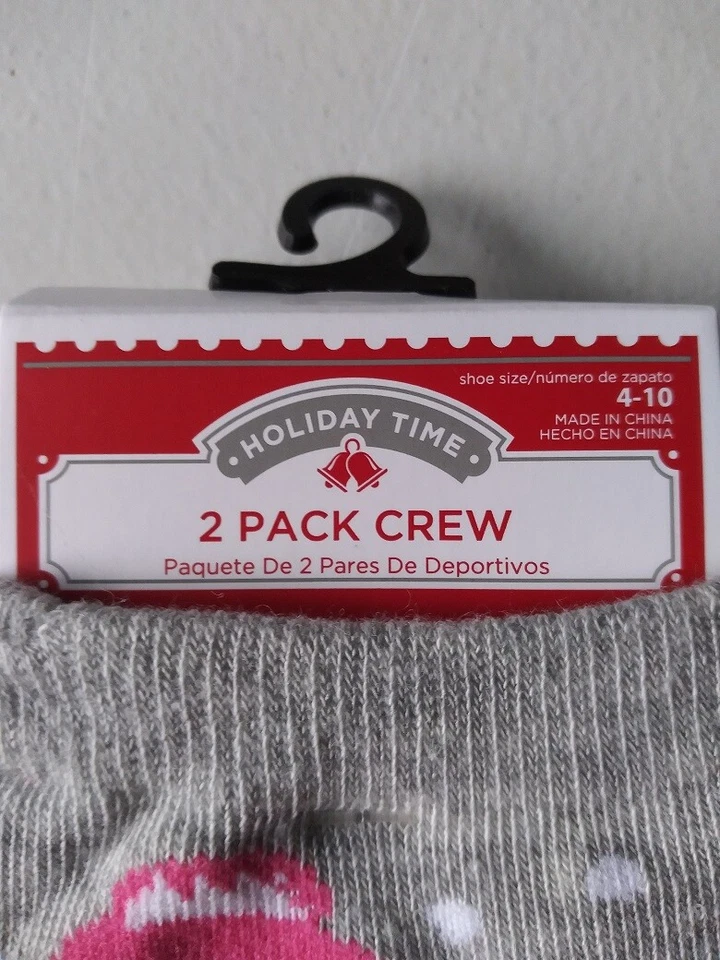 shoe size/número de zapato
4-10
MADE IN CHINA
HECHO EN CHINA
HOLIDAY TIME
2 PACK CREW
Paquete De 2 Pares De Deportivos